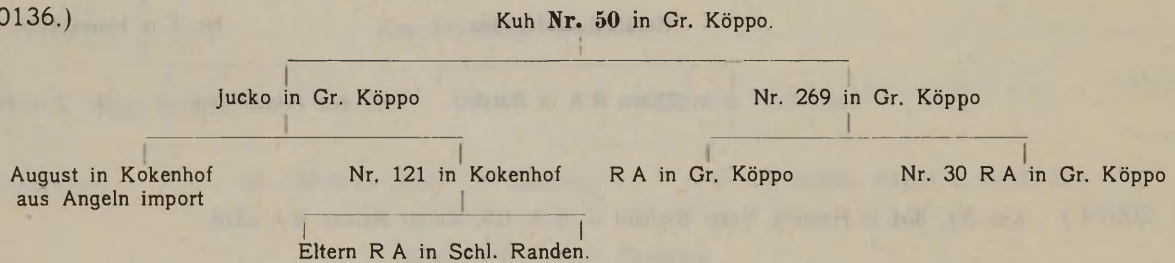 0136.)
Kuh Nr. 50 in Gr. Köppo.
Jucko in Gr. Köppo Nr. 269 in Gr. Köppo
August in Kokenhof Nr. 121 in Kokenhof R A in Gr. Köppo Nr. 30 R A in Gr. Köppo
aus Angeln import
Eltern R A in Schl. Randen.